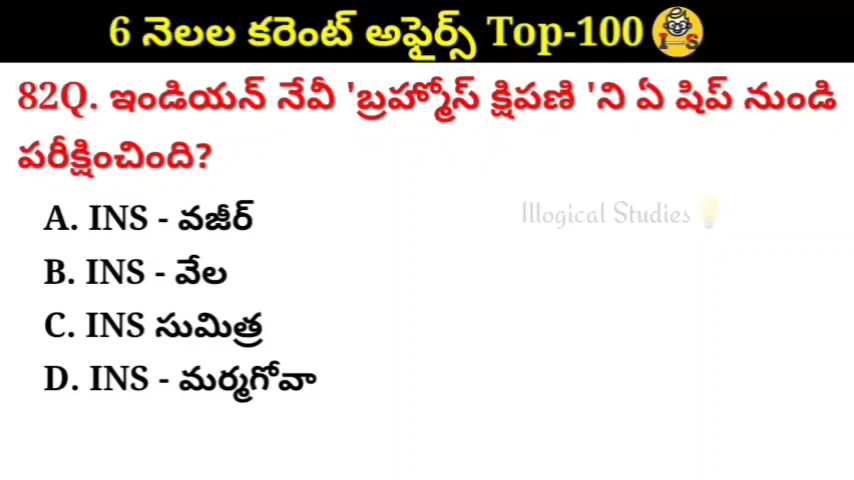 6 నెలల కరెంట్ అఫైర్స్ Top-100
I S
82Q. ఇండియన్ నేవీ 'బ్రహ్మోస్ క్షిపణి 'ని ఏ షిప్ నుండి
పరీక్షించింది?
A. INS - వజీర్
Illogical Studies
B. INS - వేల
C. INS సుమిత్ర
D. INS - మర్మగోవా